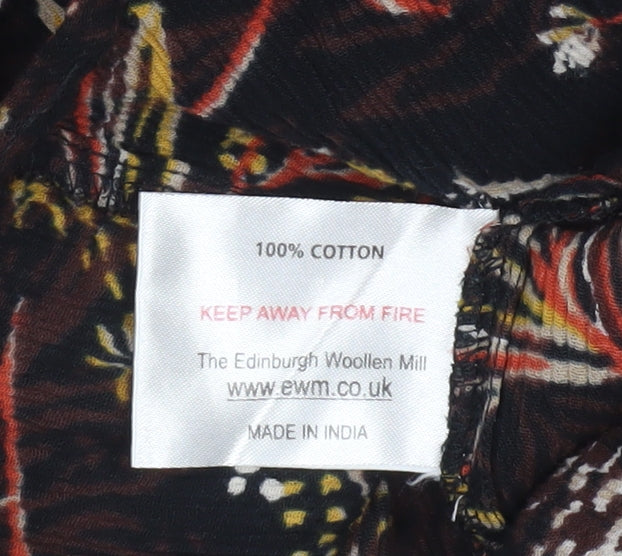 100% COTTON
KEEP AWAY FROM FIRE
The Edinburgh Woollen Mill
www.ewm.co.uk
MADE IN INDIA